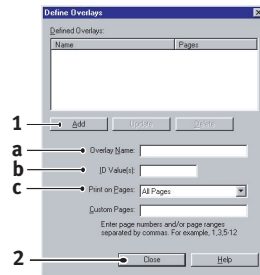 Define Overlays
Defined Overlays:
Name Pages
1 Add Update Delete
a Overlay Name:
b ID Value(s):
c Print on Pages: All Pages
Custom Pages:
Enter page numbers and/or page ranges
separated by commas. For example, 1,3,5-12
2 Close Help